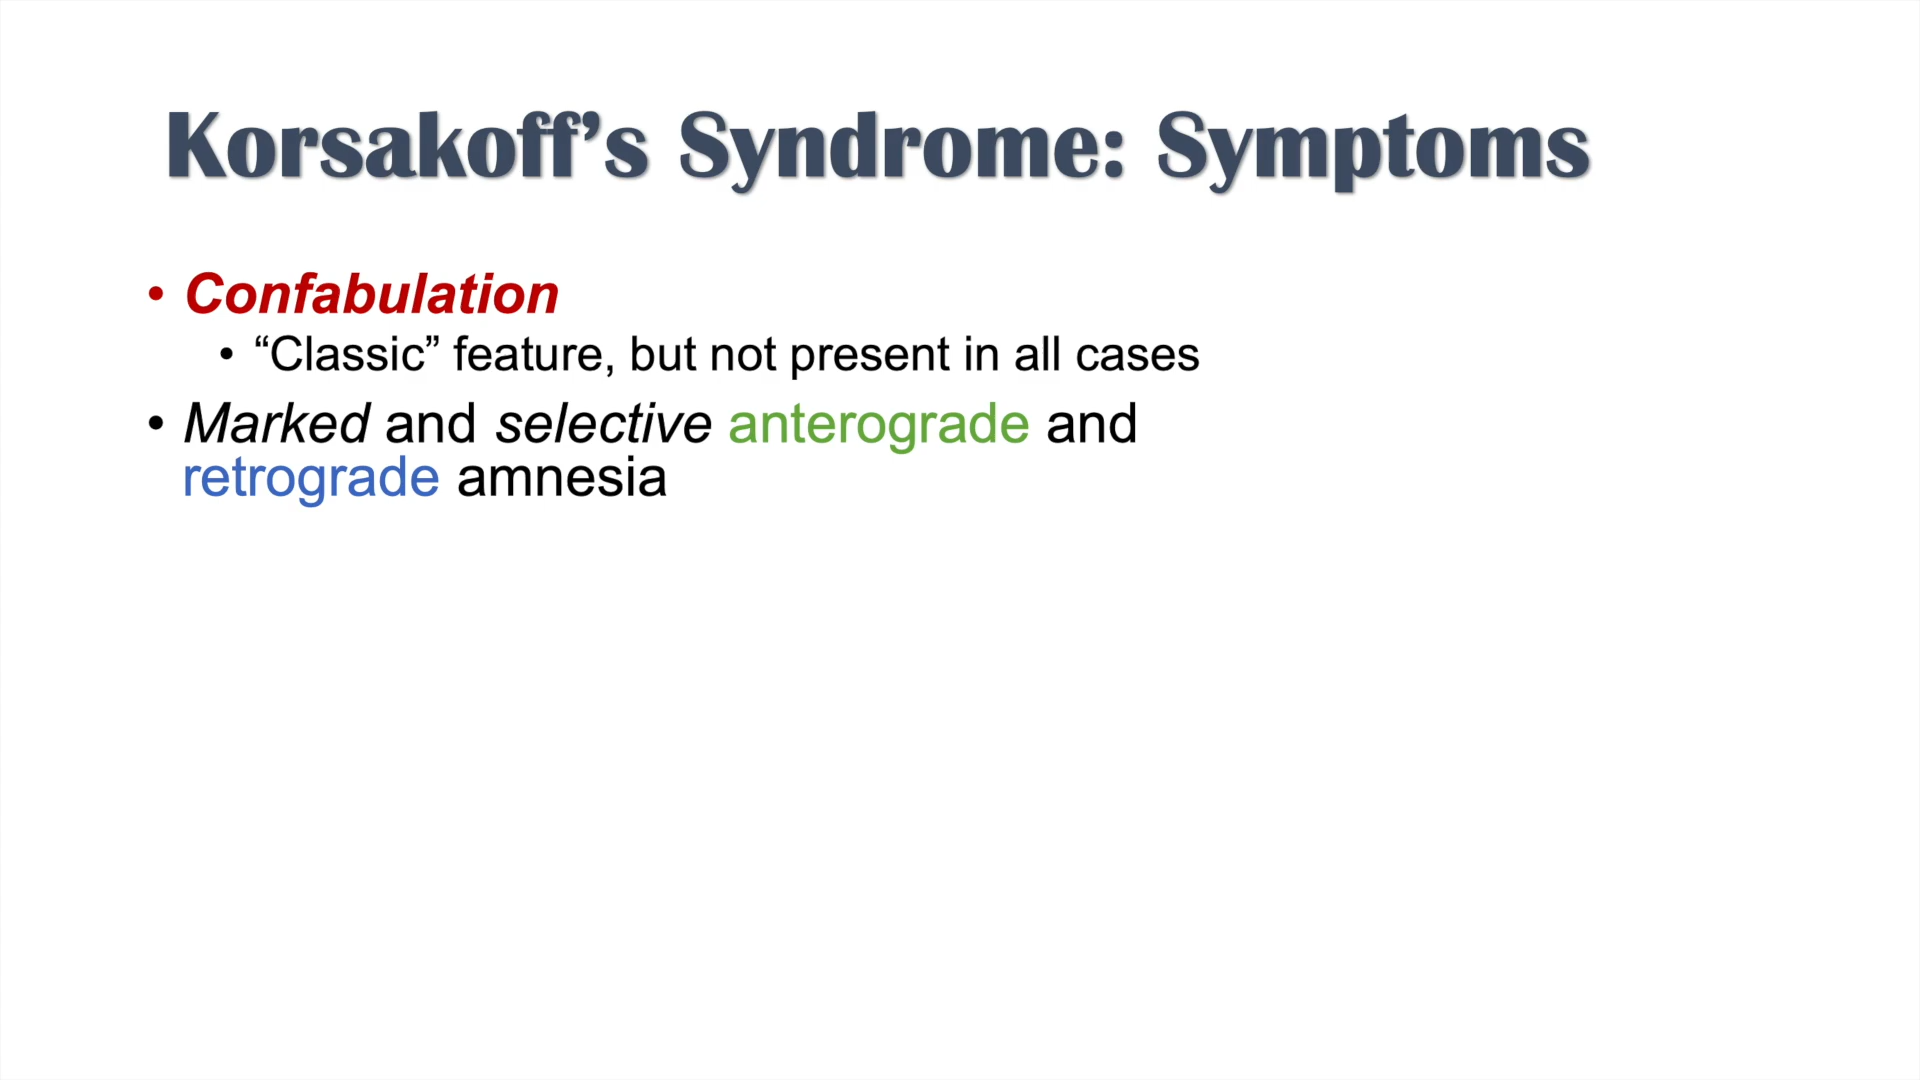 Korsakoff’s Syndrome: Symptoms
• Confabulation
• “Classic” feature, but not present in all cases
• Marked and selective anterograde and
retrograde amnesia